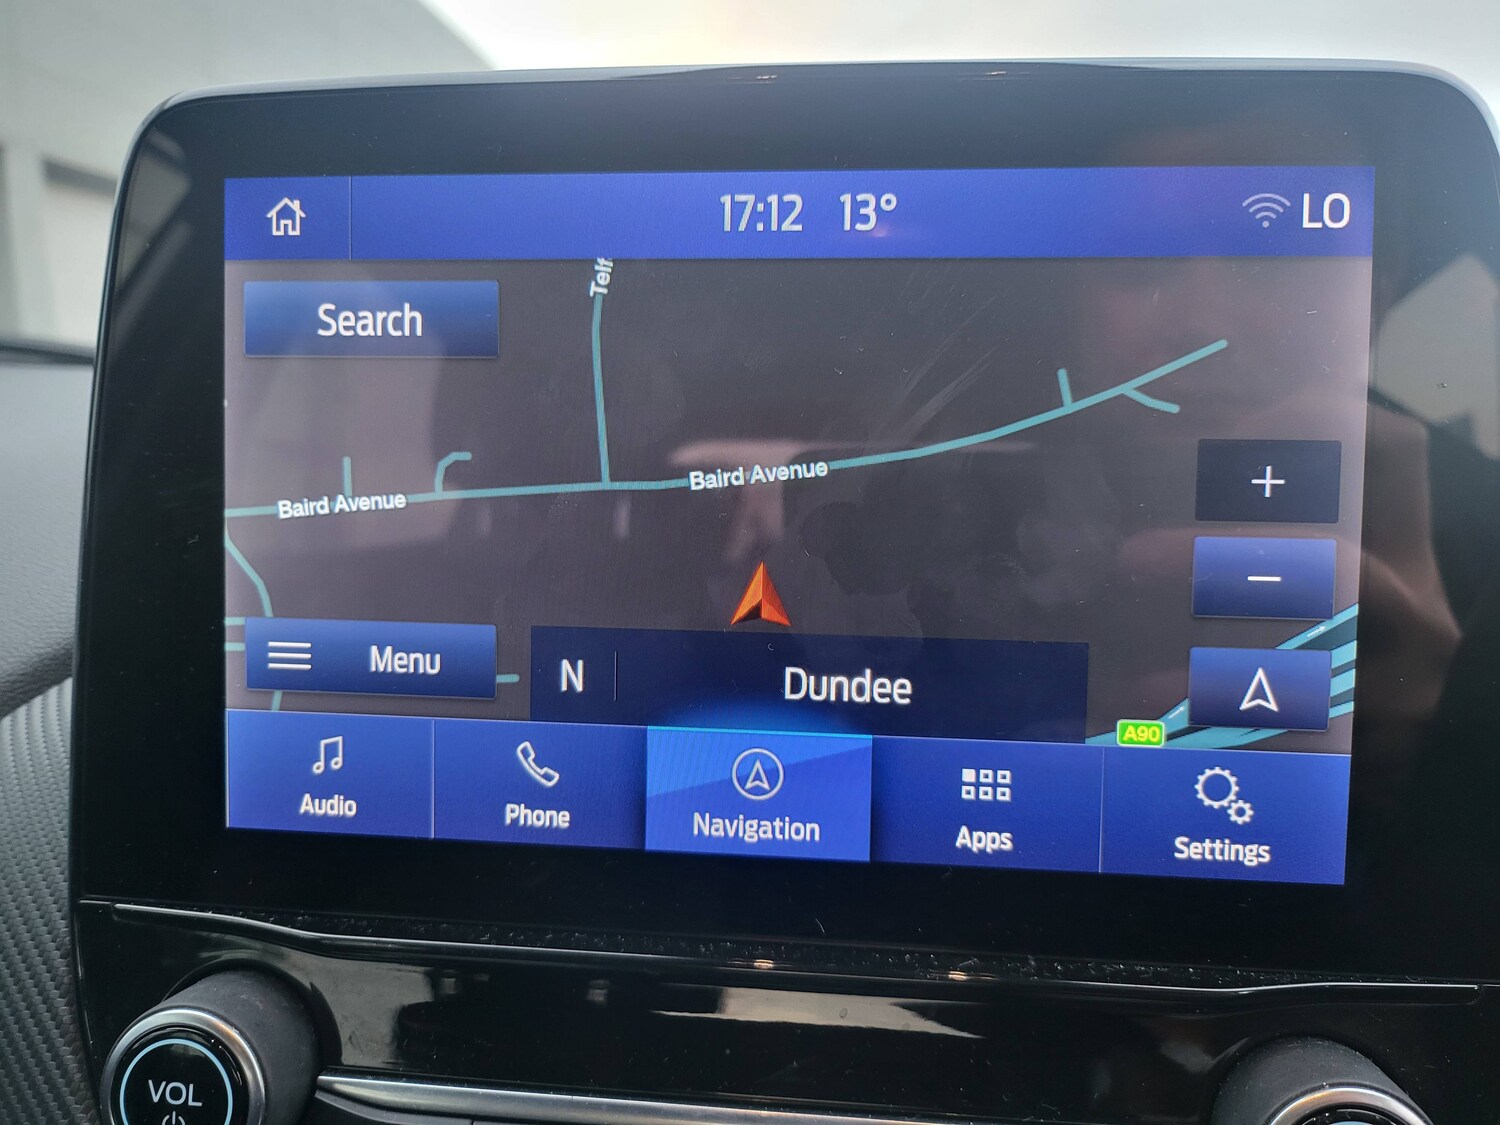 17:12 13° LO
Search
Telf
Baird Avenue
Baird Avenue
+
−
Menu
N Dundee
A90
Audio
Phone
Navigation
Apps
Settings
VOL